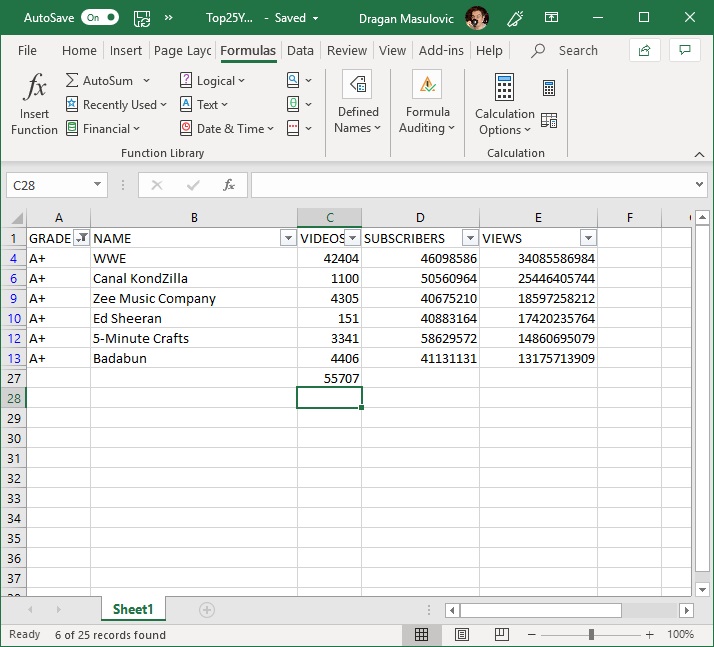 AutoSave On Top25Y... - Saved Dragan Masulovic
File Home Insert Page Layc Formulas Data Review View Add-ins Help Search
fx AutoSum Logical
Recently Used Text
Financial Date & Time
Insert Function
Defined Names
Formula Auditing
Calculation Options
Function Library Calculation
C28 fx
A B C D E F
1 GRADE NAME VIDEOS SUBSCRIBERS VIEWS
4 A+ WWE 42404 46098586 34085586984
6 A+ Canal KondZilla 1100 50560964 25446405744
9 A+ Zee Music Company 4305 40675210 18597258212
10 A+ Ed Sheeran 151 40883164 17420235764
12 A+ 5-Minute Crafts 3341 58629572 14860695079
13 A+ Badabun 4406 41131131 13175713909
27 55707
28
29
30
31
32
33
34
35
36
37
Sheet1
Ready 6 of 25 records found 100%